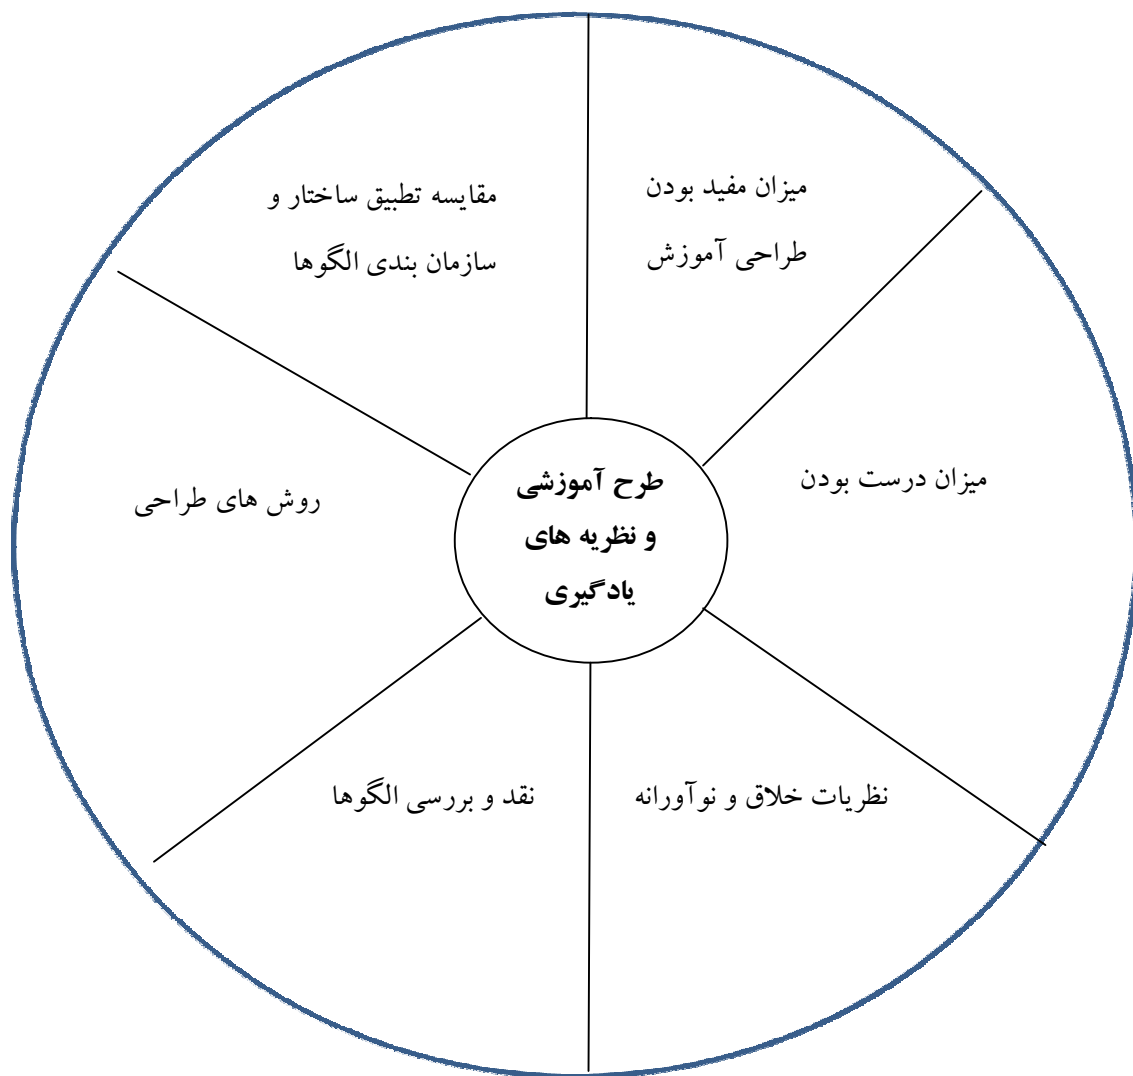 میزان مفید بودن
طراحی آموزش
مقایسه تطبیق ساختار و
سازمان بندی الگوها
میزان درست بودن
طرح آموزشی
و نظریه های
یادگیری
روش های طراحی
نظریات خلاق و نوآورانه
نقد و بررسی الگوها